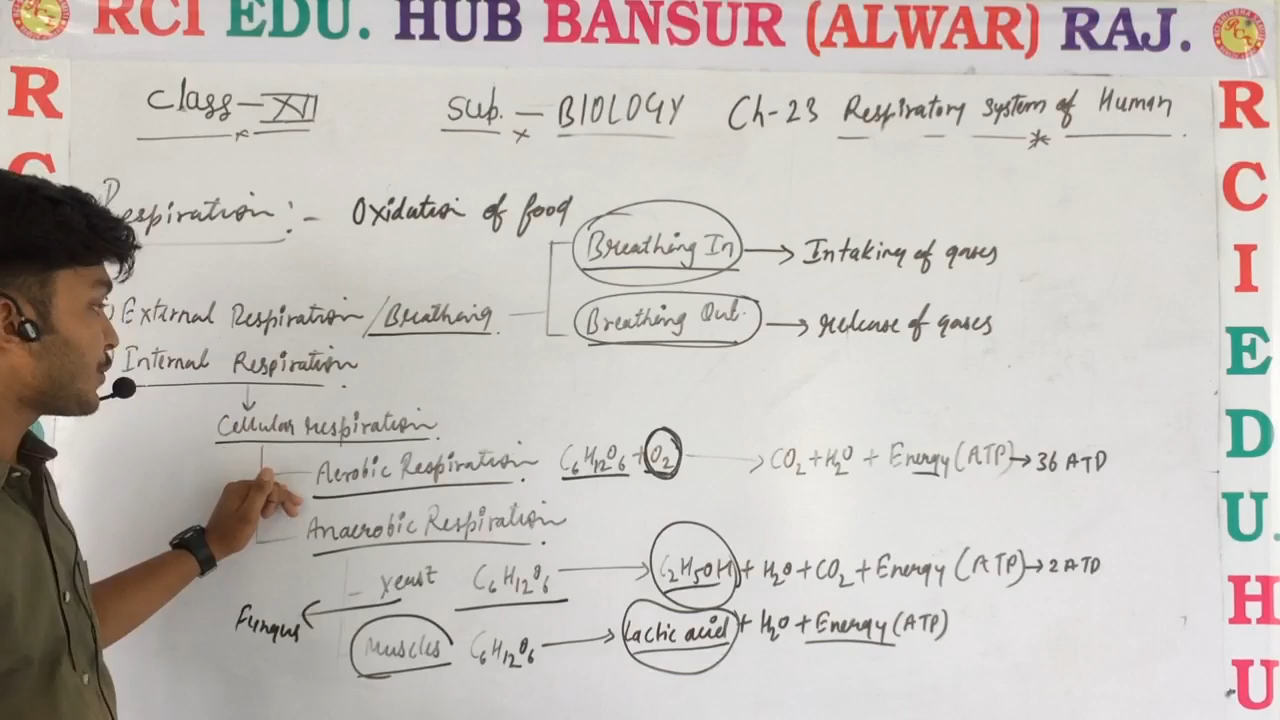 RCI EDU. HUB BANSUR (ALWAR) RAJ.
R
C
R
C
I
E
D
U.
H
U
Class - XII
Sub. - BIOLOGY
Ch-23 Respiratory System of Human
Respiration :- Oxidation of food
External Respiration / Breathing
Breathing In → Intaking of gases
Breathing Out. → release of gases
Internal Respiration
Cellular respiration
Aerobic Respiration. C6H12O6 + O2 → CO2 + H2O + Energy (ATP) → 36 ATP
Anaerobic Respiration
yeast C6H12O6 → C2H5OH + H2O + CO2 + Energy (ATP) → 2 ATP
Fungus
Muscles C6H12O6 → Lactic acid + H2O + Energy (ATP)